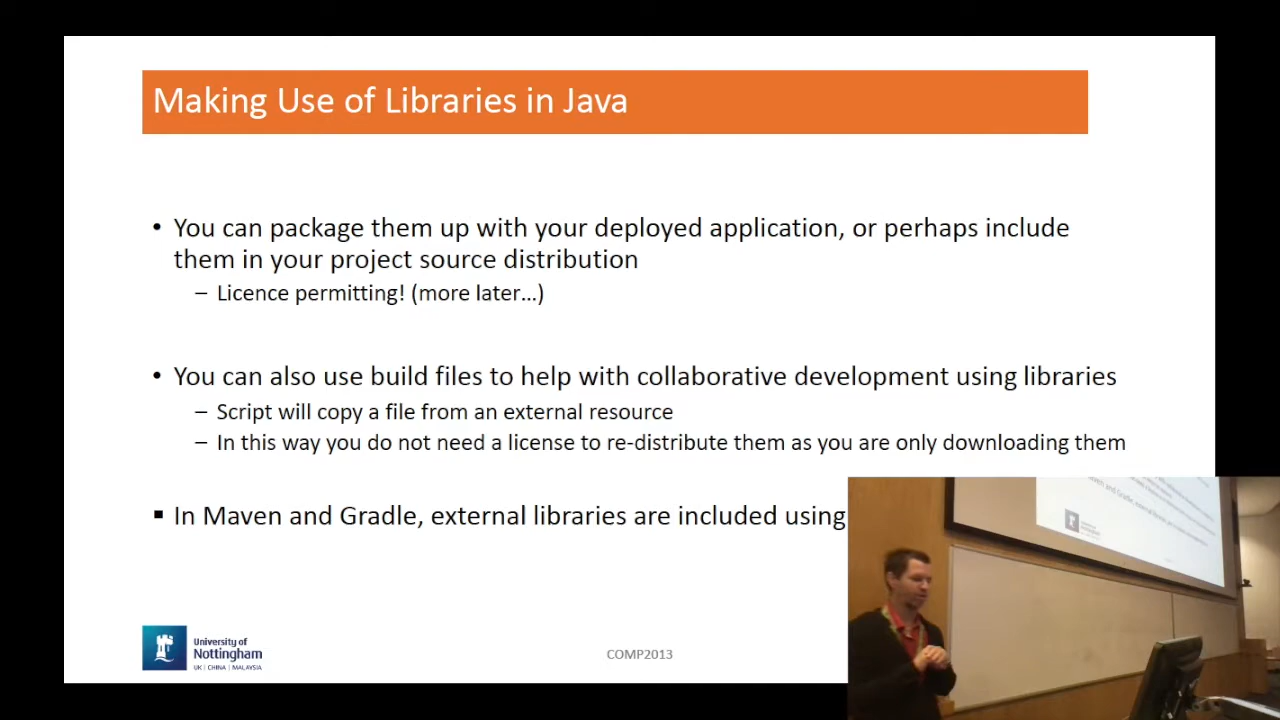 Making Use of Libraries in Java
• You can package them up with your deployed application, or perhaps include
them in your project source distribution
– Licence permitting! (more later...)
• You can also use build files to help with collaborative development using libraries
– Script will copy a file from an external resource
– In this way you do not need a license to re-distribute them as you are only downloading them
▪ In Maven and Gradle, external libraries are included using
University of
Nottingham
UK | CHINA | MALAYSIA
COMP2013